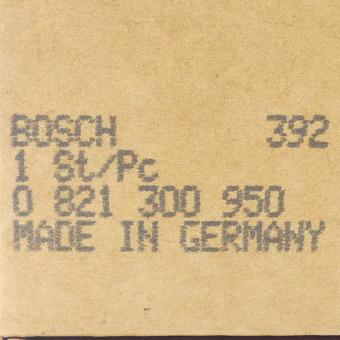 BOSCH 392
1 St/Pc
0 821 300 950
MADE IN GERMANY